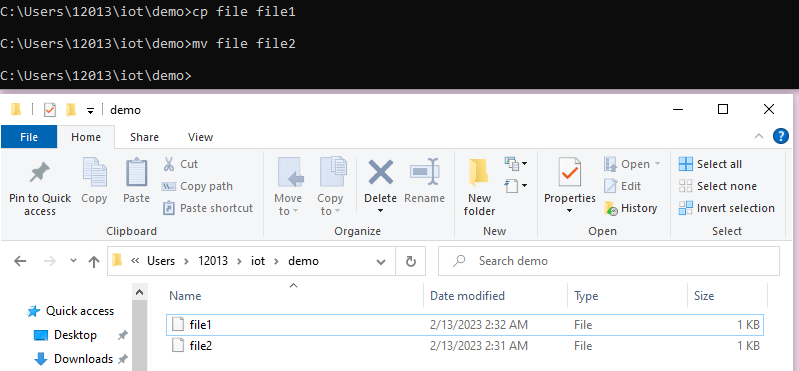 C:\Users\12013\iot\demo>cp file file1
C:\Users\12013\iot\demo>mv file file2
C:\Users\12013\iot\demo>
demo
File Home Share View
Pin to Quick access
Copy
Paste
Cut
Copy path
Paste shortcut
Clipboard
Move to
Copy to
Delete
Rename
Organize
New folder
New
Properties
Open
Edit
History
Open
Select all
Select none
Invert selection
Select
Users > 12013 > iot > demo
Search demo
Quick access
Desktop
Downloads
Name Date modified Type Size
file1 2/13/2023 2:32 AM File 1 KB
file2 2/13/2023 2:31 AM File 1 KB